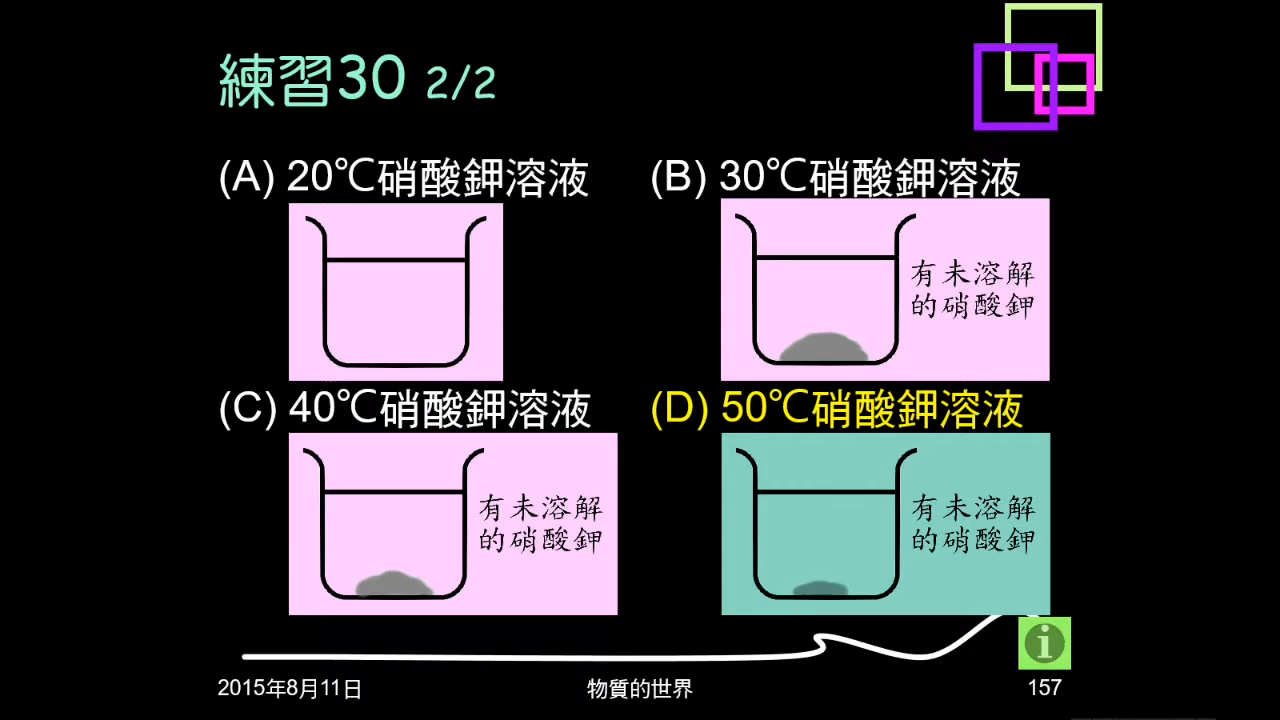 練習30 2/2
(A) 20℃硝酸鉀溶液
(B) 30℃硝酸鉀溶液
有未溶解
的硝酸鉀
(C) 40℃硝酸鉀溶液
(D) 50℃硝酸鉀溶液
有未溶解
的硝酸鉀
有未溶解
的硝酸鉀
i
2015年8月11日
物質的世界
157